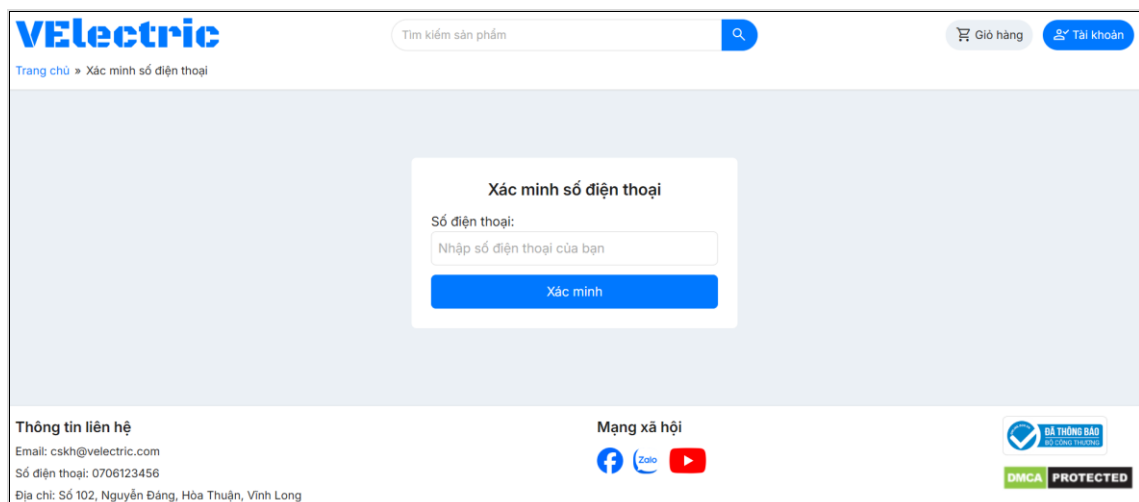 VElectric
Tìm kiếm sản phẩm
Giỏ hàng
Tài khoản
Trang chủ » Xác minh số điện thoại
Xác minh số điện thoại
Số điện thoại:
Nhập số điện thoại của bạn
Xác minh
Thông tin liên hệ
Email: cskh@velectric.com
Số điện thoại: 0706123456
Địa chỉ: Số 102, Nguyễn Đáng, Hòa Thuận, Vĩnh Long
Mạng xã hội
Zalo
ĐÃ THÔNG BÁO
BỘ CÔNG THƯƠNG
DMCA PROTECTED